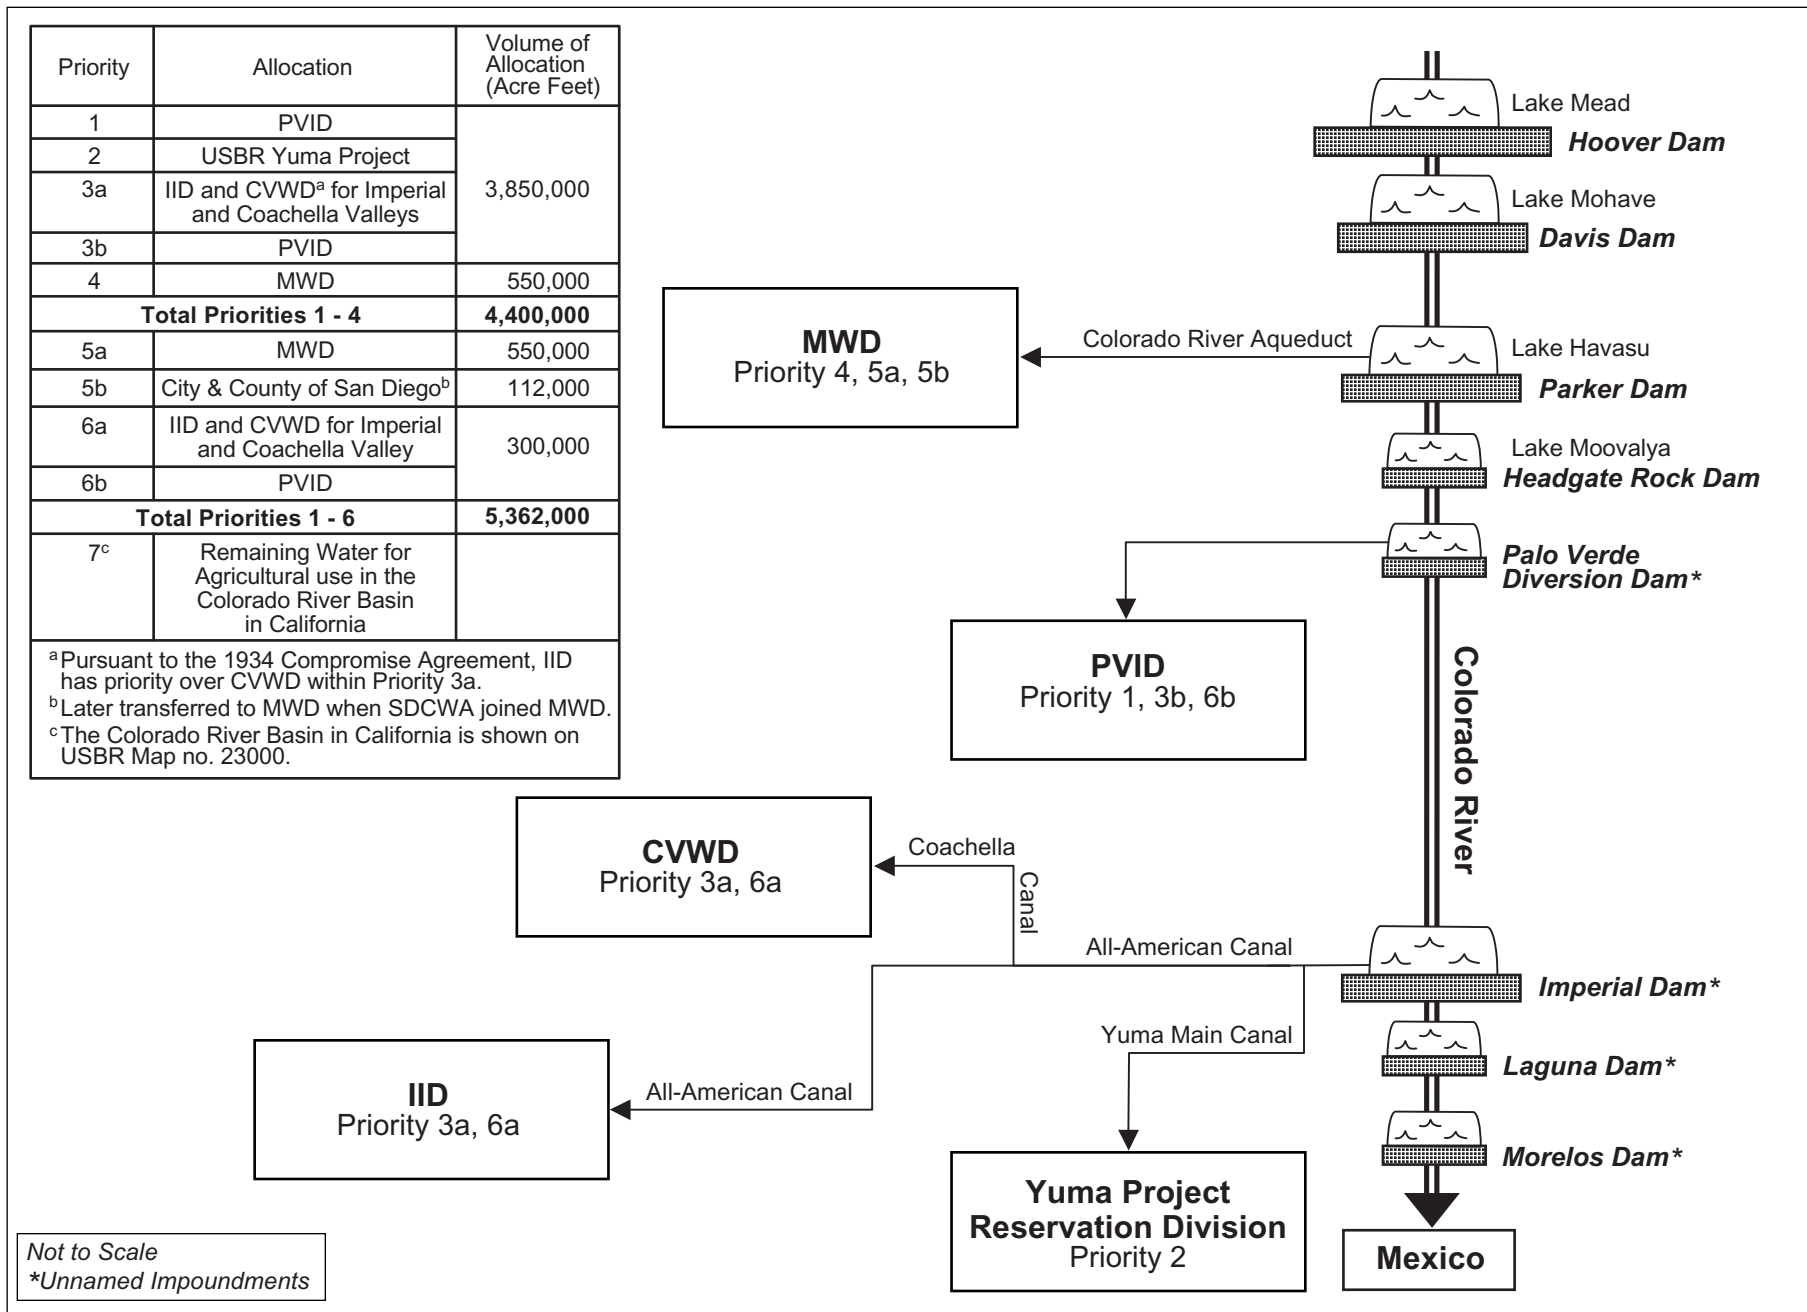 Priority
Allocation
Volume of
Allocation
(Acre Feet)
1
PVID
2
USBR Yuma Project
3a
IID and CVWDᵃ for Imperial
and Coachella Valleys
3,850,000
3b
PVID
4
MWD
550,000
Total Priorities 1 - 4
4,400,000
5a
MWD
550,000
5b
City & County of San Diegoᵇ
112,000
6a
IID and CVWD for Imperial
and Coachella Valley
300,000
6b
PVID
Total Priorities 1 - 6
5,362,000
7ᶜ
Remaining Water for
Agricultural use in the
Colorado River Basin
in California
ᵃ Pursuant to the 1934 Compromise Agreement, IID
has priority over CVWD within Priority 3a.
ᵇ Later transferred to MWD when SDCWA joined MWD.
ᶜ The Colorado River Basin in California is shown on
USBR Map no. 23000.
Lake Mead
Hoover Dam
Lake Mohave
Davis Dam
MWD
Priority 4, 5a, 5b
Colorado River Aqueduct
Lake Havasu
Parker Dam
Lake Moovalya
Headgate Rock Dam
Palo Verde
Diversion Dam*
PVID
Priority 1, 3b, 6b
Colorado River
CVWD
Priority 3a, 6a
Coachella
Canal
All-American Canal
Imperial Dam*
Yuma Main Canal
Laguna Dam*
IID
Priority 3a, 6a
All-American Canal
Morelos Dam*
Yuma Project
Reservation Division
Priority 2
Mexico
Not to Scale
*Unnamed Impoundments